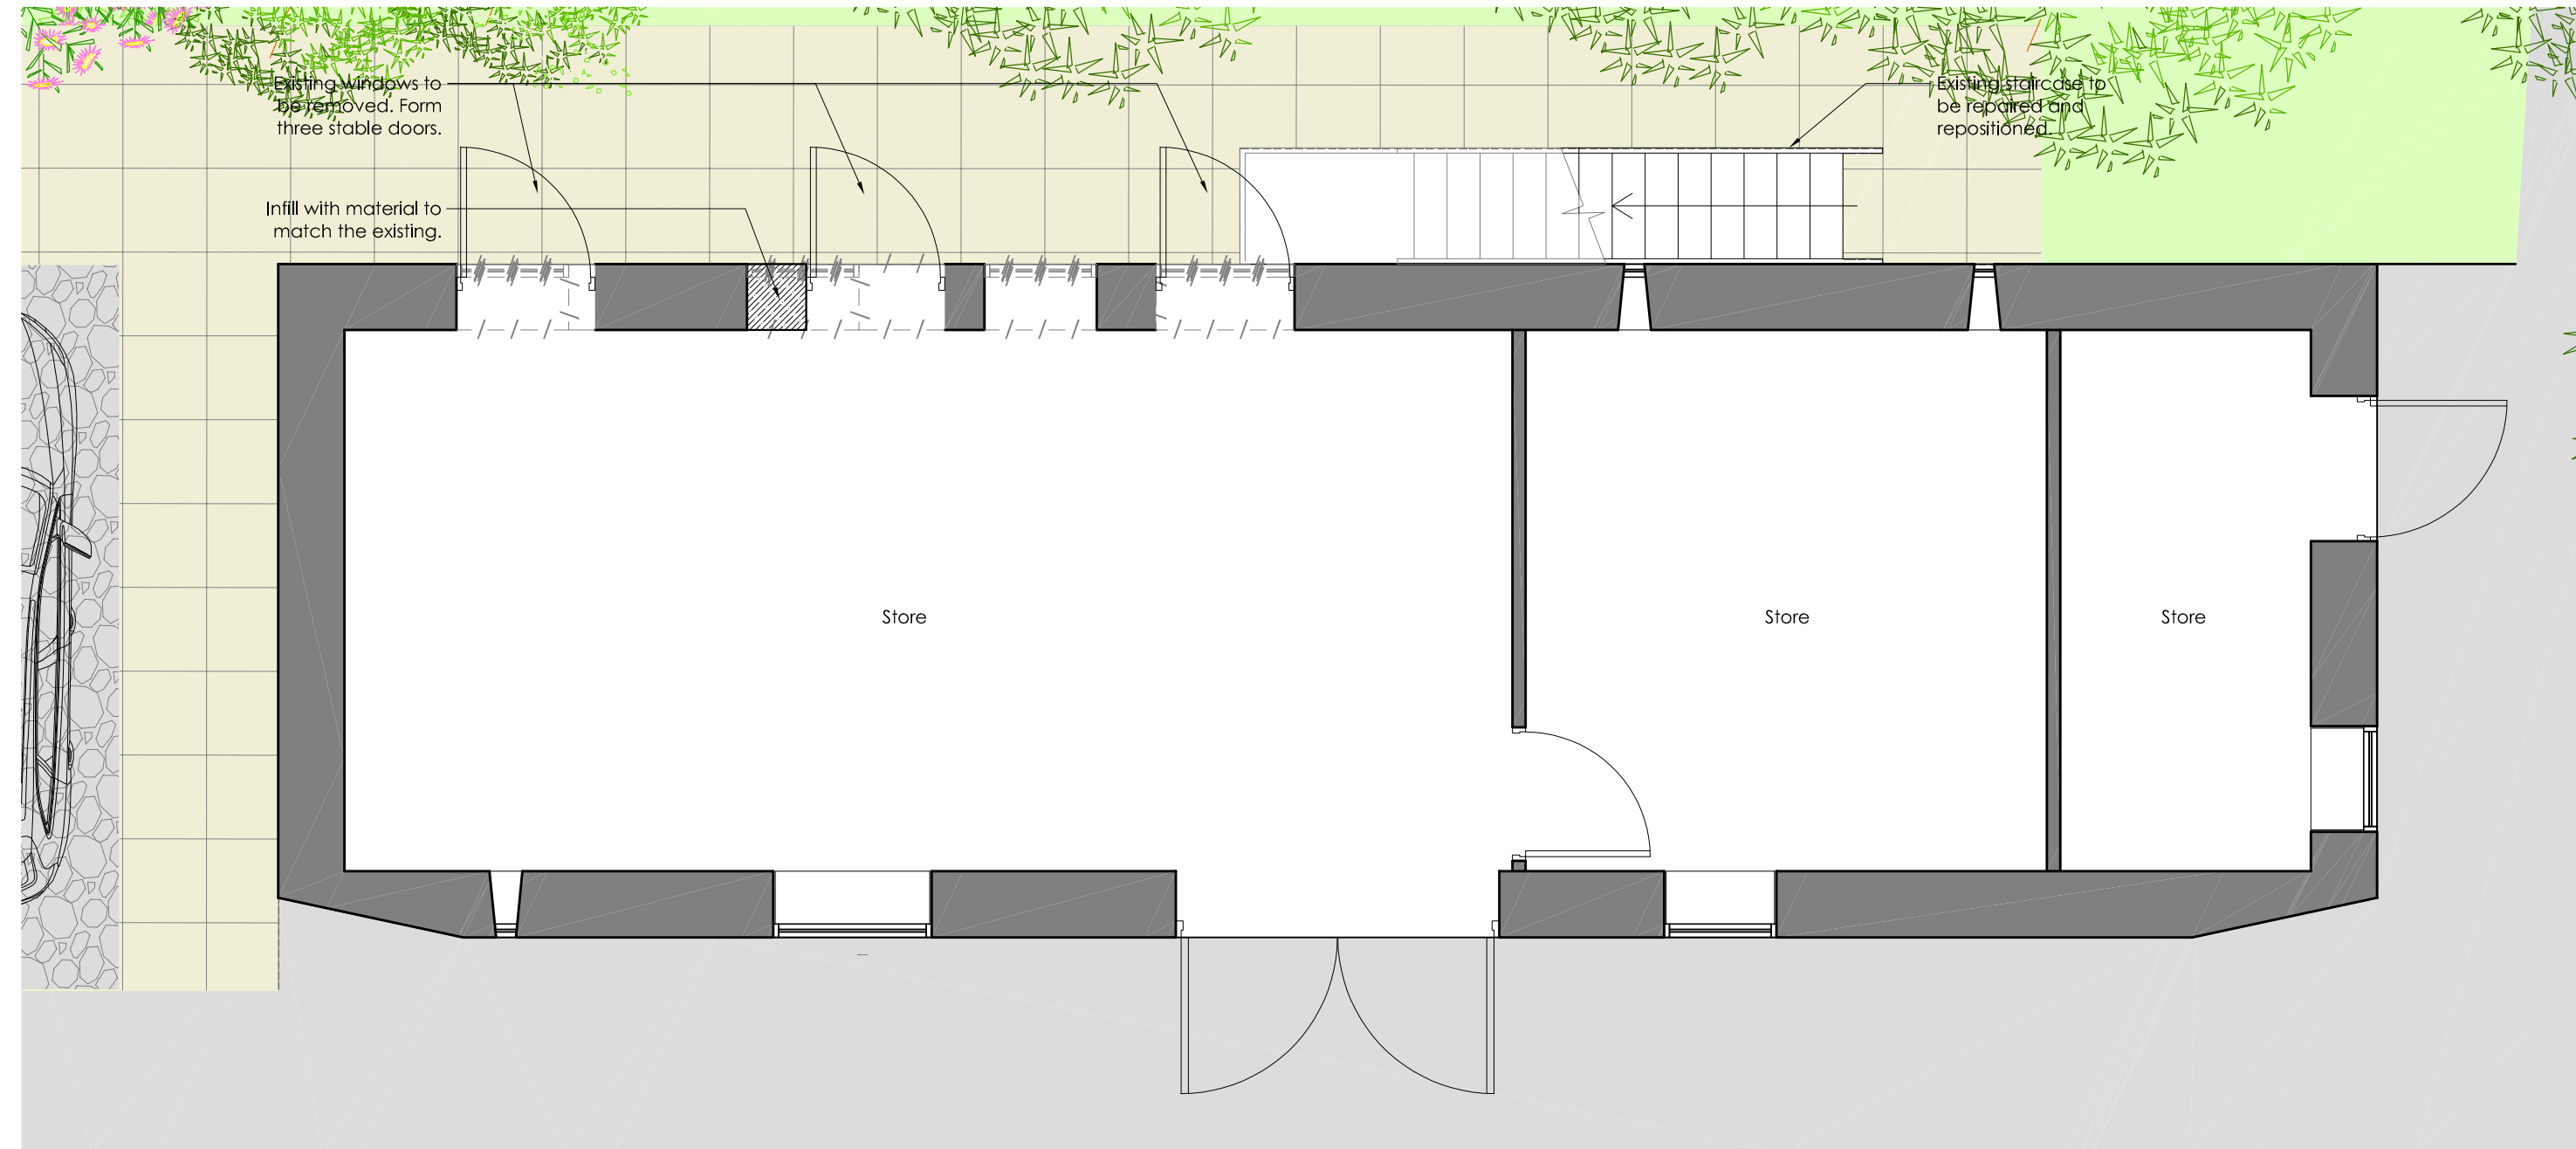 Existing windows to
be removed. Form
three stable doors.
Existing staircase to
be repaired and
repositioned.
Infill with material to
match the existing.
Store
Store
Store